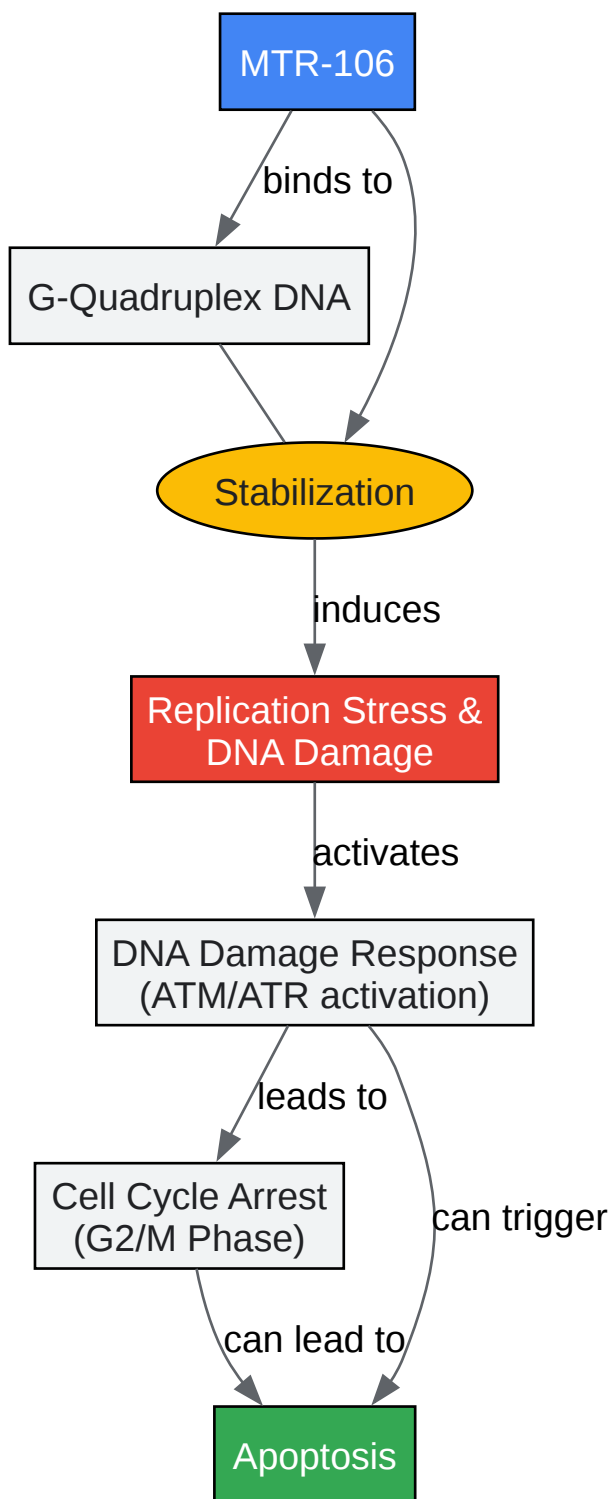 MTR-106
binds to
G-Quadruplex DNA
Stabilization
induces
Replication Stress &
DNA Damage
activates
DNA Damage Response
(ATM/ATR activation)
leads to
Cell Cycle Arrest
(G2/M Phase)
can trigger
can lead to
Apoptosis